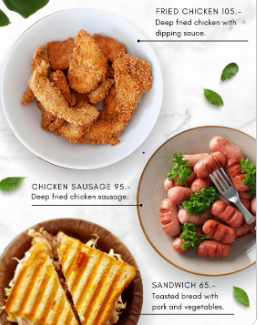 FRIED CHICKEN 105.-
Deep fried chicken with
dipping sauce.
CHICKEN SAUSAGE 95.-
Deep fried chicken sausage.
SANDWICH 65.-
Toasted bread with
pork and vegetables.